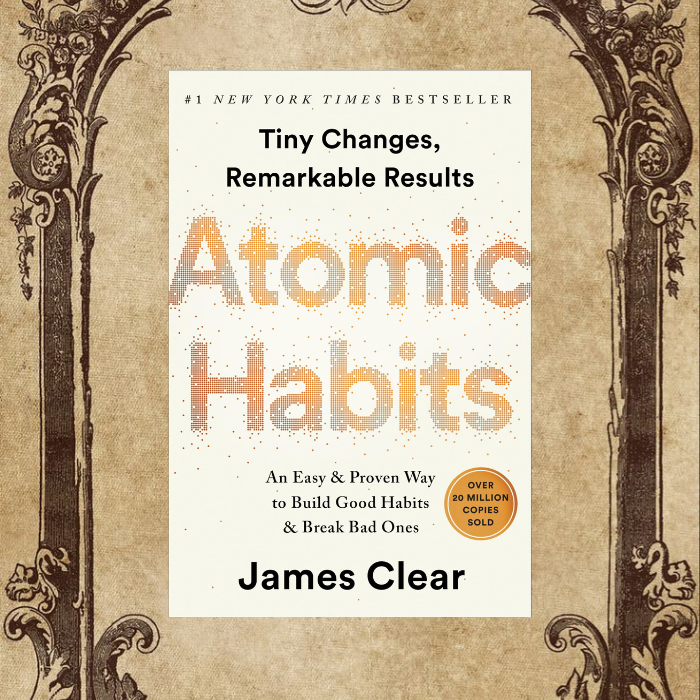 #1 NEW YORK TIMES BESTSELLER
Tiny Changes,
Remarkable Results
Atomic
Habits
An Easy & Proven Way
to Build Good Habits
& Break Bad Ones
OVER
20 MILLION
COPIES
SOLD
James Clear